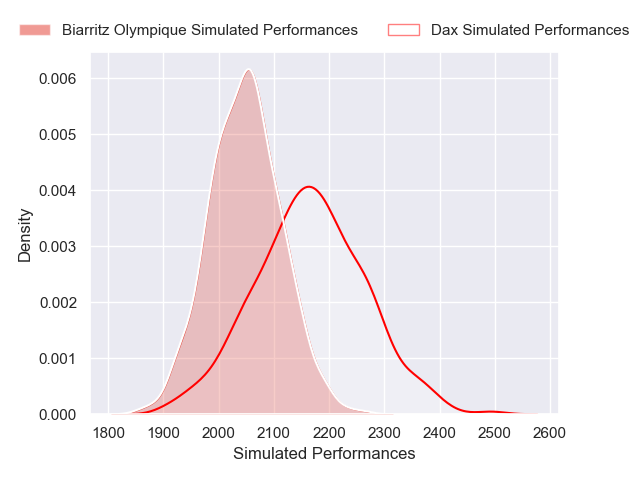 Biarritz Olympique Simulated Performances
Dax Simulated Performances
0.006
0.005
0.004
0.003
0.002
0.001
0.000
Density
1800 1900 2000 2100 2200 2300 2400 2500 2600
Simulated Performances